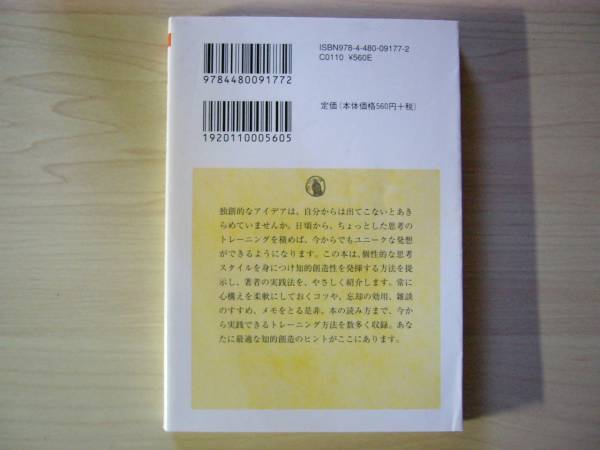 ISBN978-4-480-09177-2
C0110 ¥560E
9784480091772
定価(本体価格560円+税)
1920110005605
独創的なアイデアは、自分からは出てこないとあき
らめていませんか。日頃から、ちょっとした思考の
トレーニングを積めば、今からでもユニークな発想
ができるようになります。この本は、個性的な思考
スタイルを身につけ知的創造性を発揮する方法を提
示し、著者の実践法を、やさしく紹介します。常に
心構えを柔軟にしておくコツや、忘却の効用、雑談
のすすめ、メモをとる是非、本の読み方まで、今か
ら実践できるトレーニング方法を数多く収録。あな
たに最適な知的創造のヒントがここにあります。